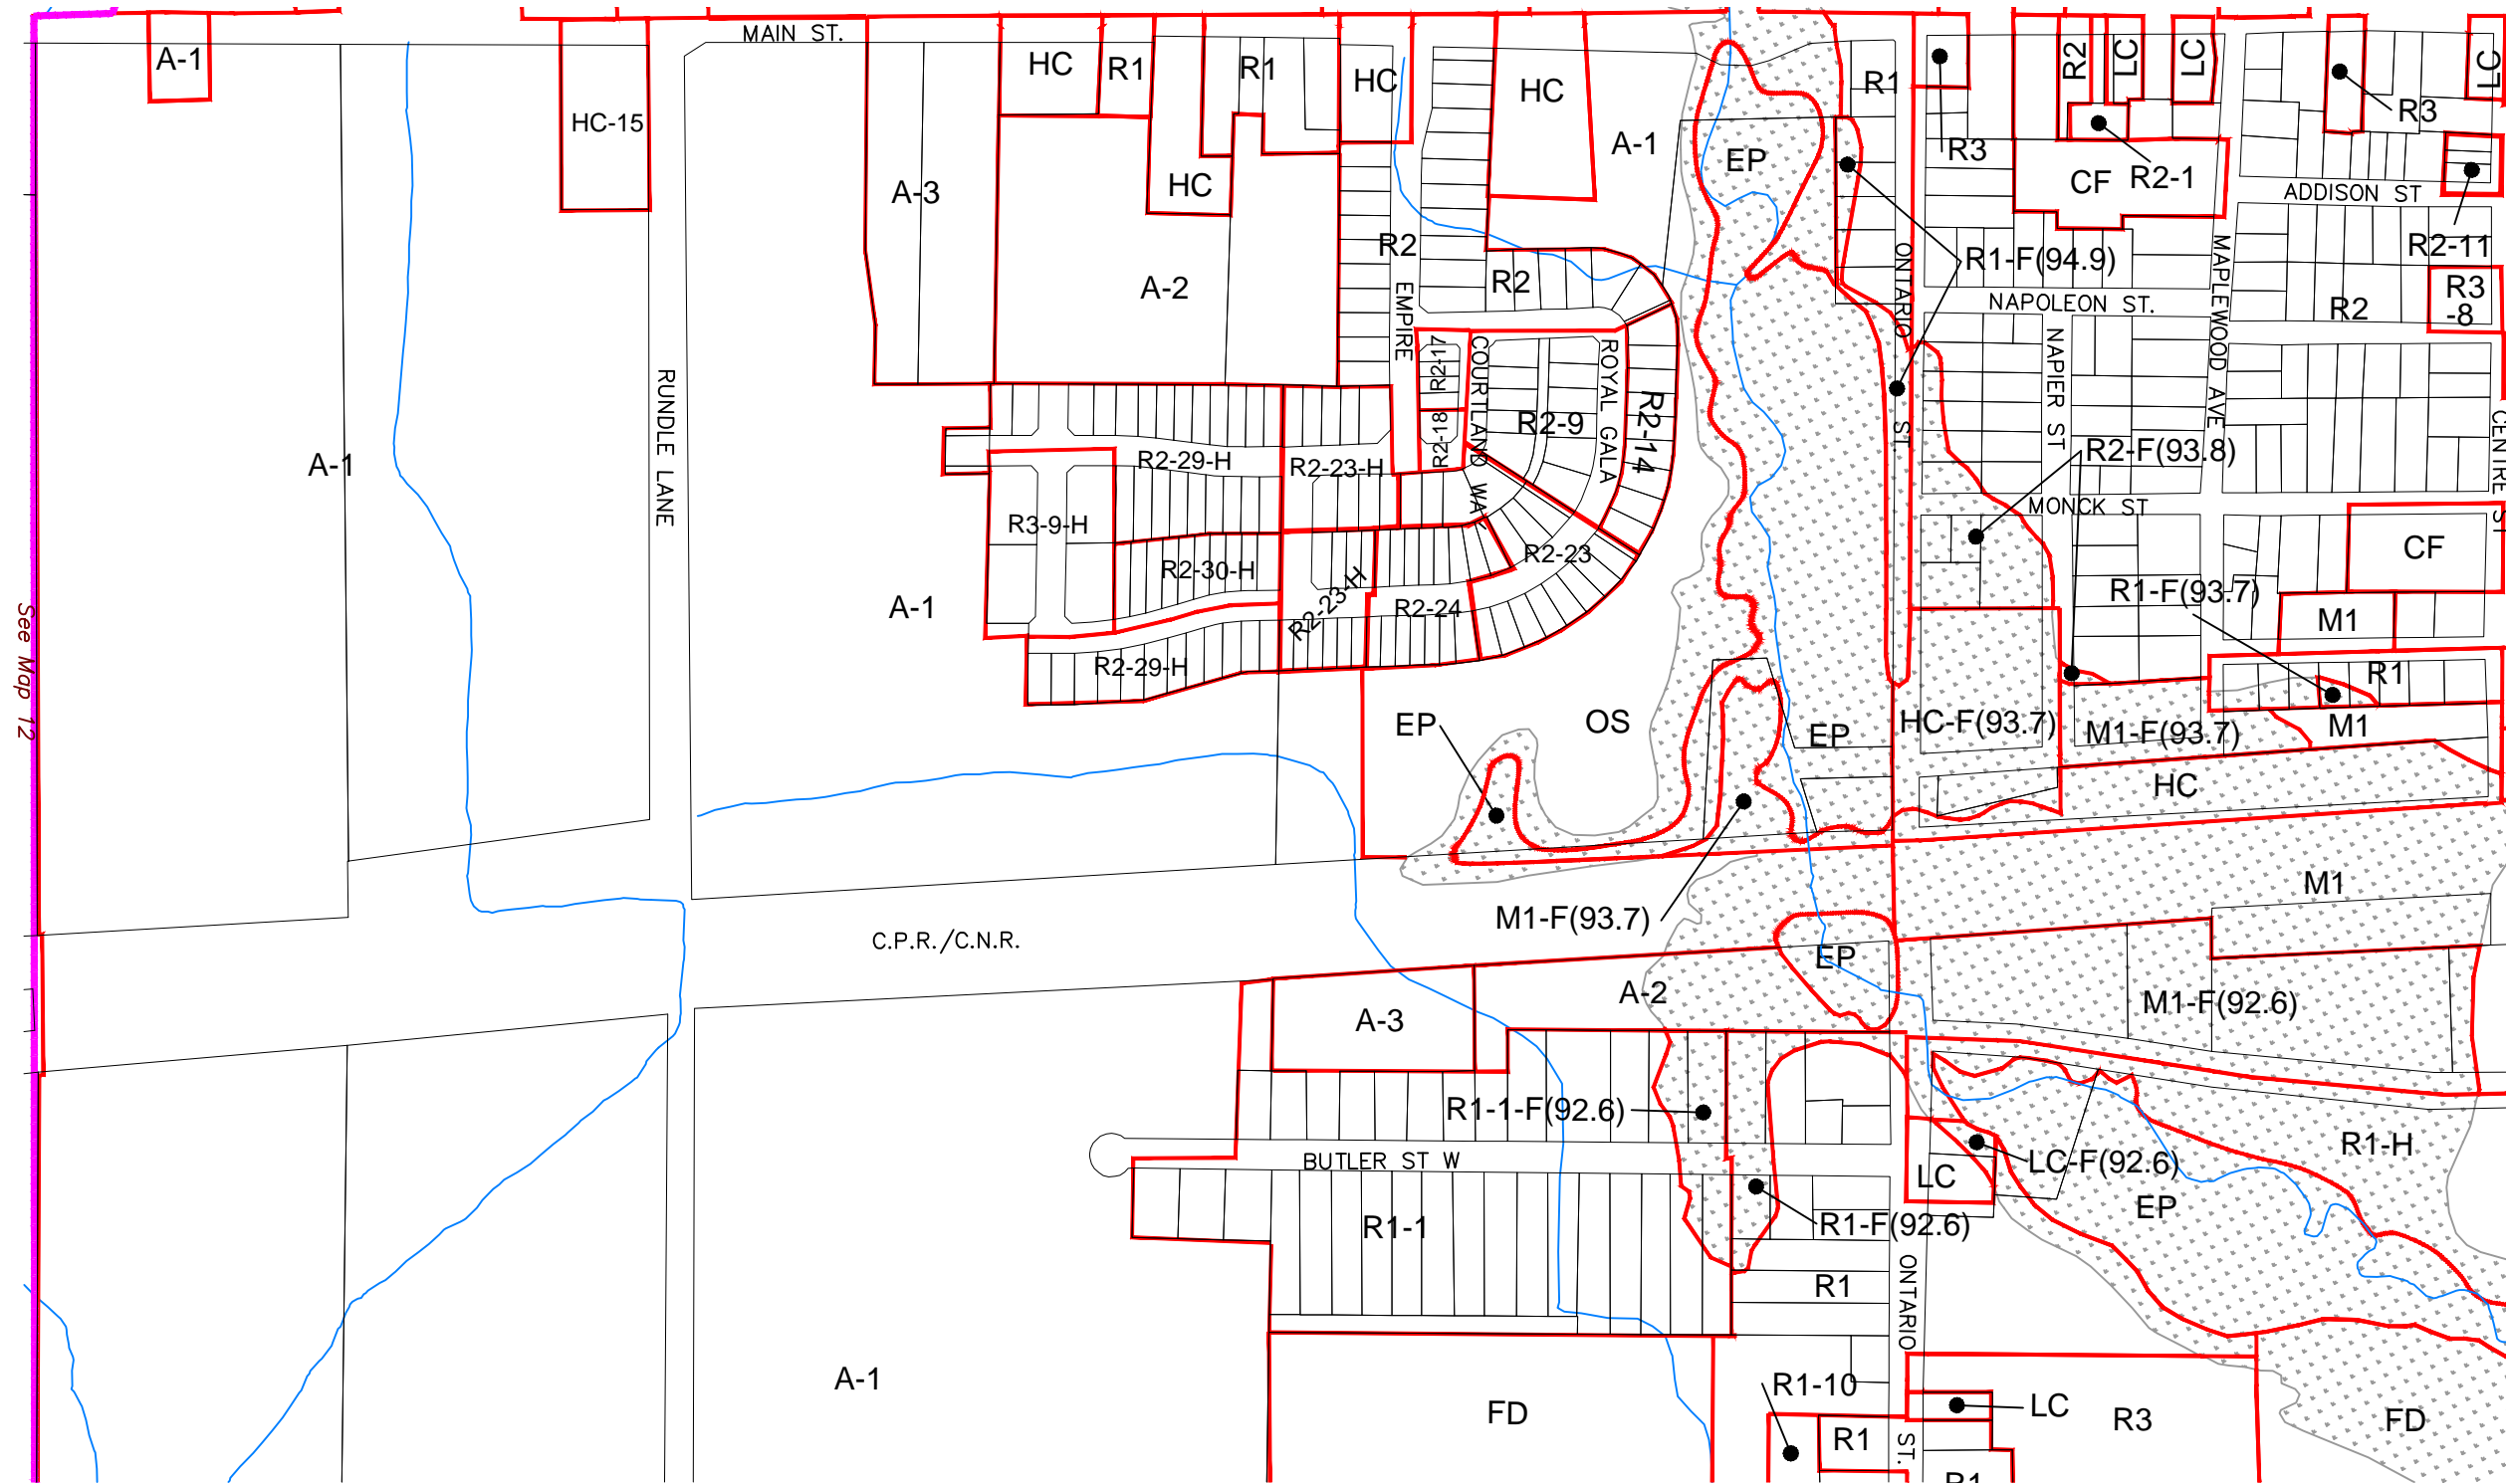 MAIN ST.
A-1
HC-15
HC
R1
R1
HC
HC
A-1
R1
R3
R2
LC
LC
R3
LC
A-3
HC
EP
CF
R2-1
ADDISON ST
A-2
R2
R2
R2-11
R1-F(94.9)
NAPOLEON ST.
R2
R3
-8
EMPIRE
ONTARIO ST.
MAPLEWOOD AVE
NAPIER ST
CENTRE ST
RUNDLE LANE
R2-17
R2-18
COURTLAND WAY
R2-9
ROYAL GALA
R2-14
A-1
R2-29-H
R2-23-H
R2-F(93.8)
R3-9-H
MONCK ST
R2-30-H
R2-23
CF
R2-23-H
R2-24
R1-F(93.7)
M1
A-1
R2-29-H
R1
See Map 12
EP
OS
EP
HC-F(93.7)
M1-F(93.7)
M1
HC
M1
M1-F(93.7)
C.P.R./C.N.R.
EP
A-2
A-3
M1-F(92.6)
R1-1-F(92.6)
R1-H
BUTLER ST W
LC
LC-F(92.6)
EP
R1-1
R1-F(92.6)
R1
ONTARIO ST.
A-1
FD
R1-10
LC
R3
FD
R1
R1